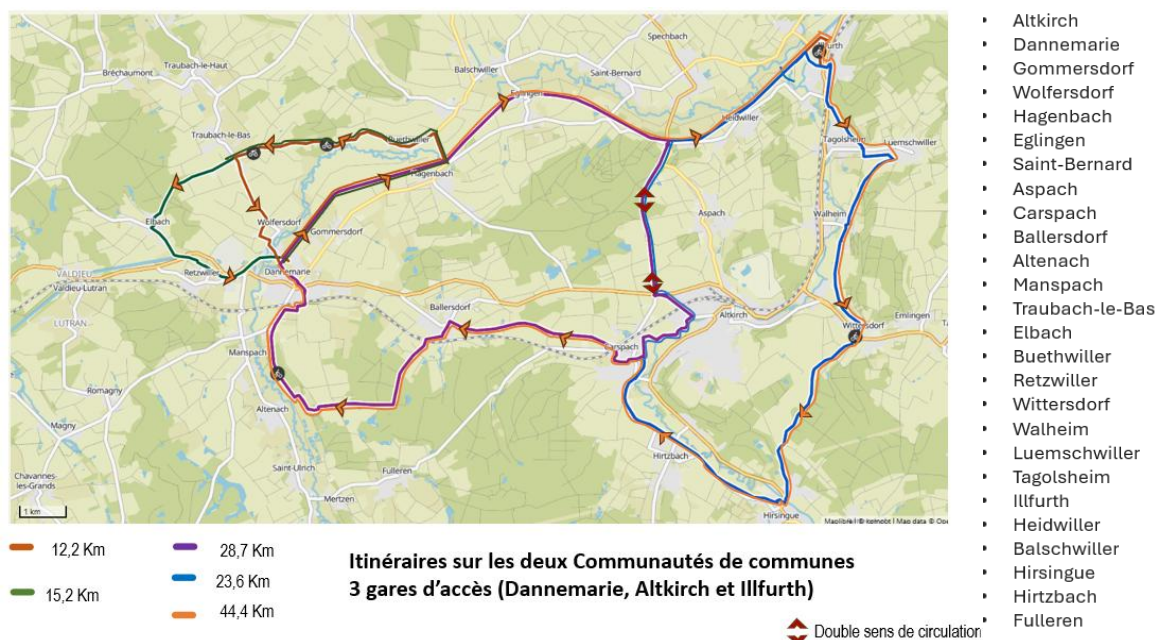 Spechbach
Traubach-le-Haut
Bréchaumont
Balschwiller
Saint-Bernard
Eglingen
Heidwiller
Traubach-le-Bas
Buethwiller
Hagenbach
Tagolsheim
Luemschwiller
Elbach
Wolfersdorf
Gommersdorf
Aspach
Walheim
VALDIEU
Valdieu-Lutran
Retzwiller
Dannemarie
LUTRAN
Ballersdorf
Altkirch
Wittersdorf
Emlingen
Manspach
Carspach
Romagny
Altenach
Magny
Saint-Ulrich
Hirtzbach
Fulleren
Chavannes-
les-Grands
Mertzen
1 km
Hirsingue
12,2 Km
15,2 Km
28,7 Km
23,6 Km
44,4 Km
Itinéraires sur les deux Communautés de communes
3 gares d'accès (Dannemarie, Altkirch et Illfurth)
Double sens de circulation
• Altkirch
• Dannemarie
• Gommersdorf
• Wolfersdorf
• Hagenbach
• Eglingen
• Saint-Bernard
• Aspach
• Carspach
• Ballersdorf
• Altenach
• Manspach
• Traubach-le-Bas
• Elbach
• Buethwiller
• Retzwiller
• Wittersdorf
• Walheim
• Luemschwiller
• Tagolsheim
• Illfurth
• Heidwiller
• Balschwiller
• Hirsingue
• Hirtzbach
• Fulleren